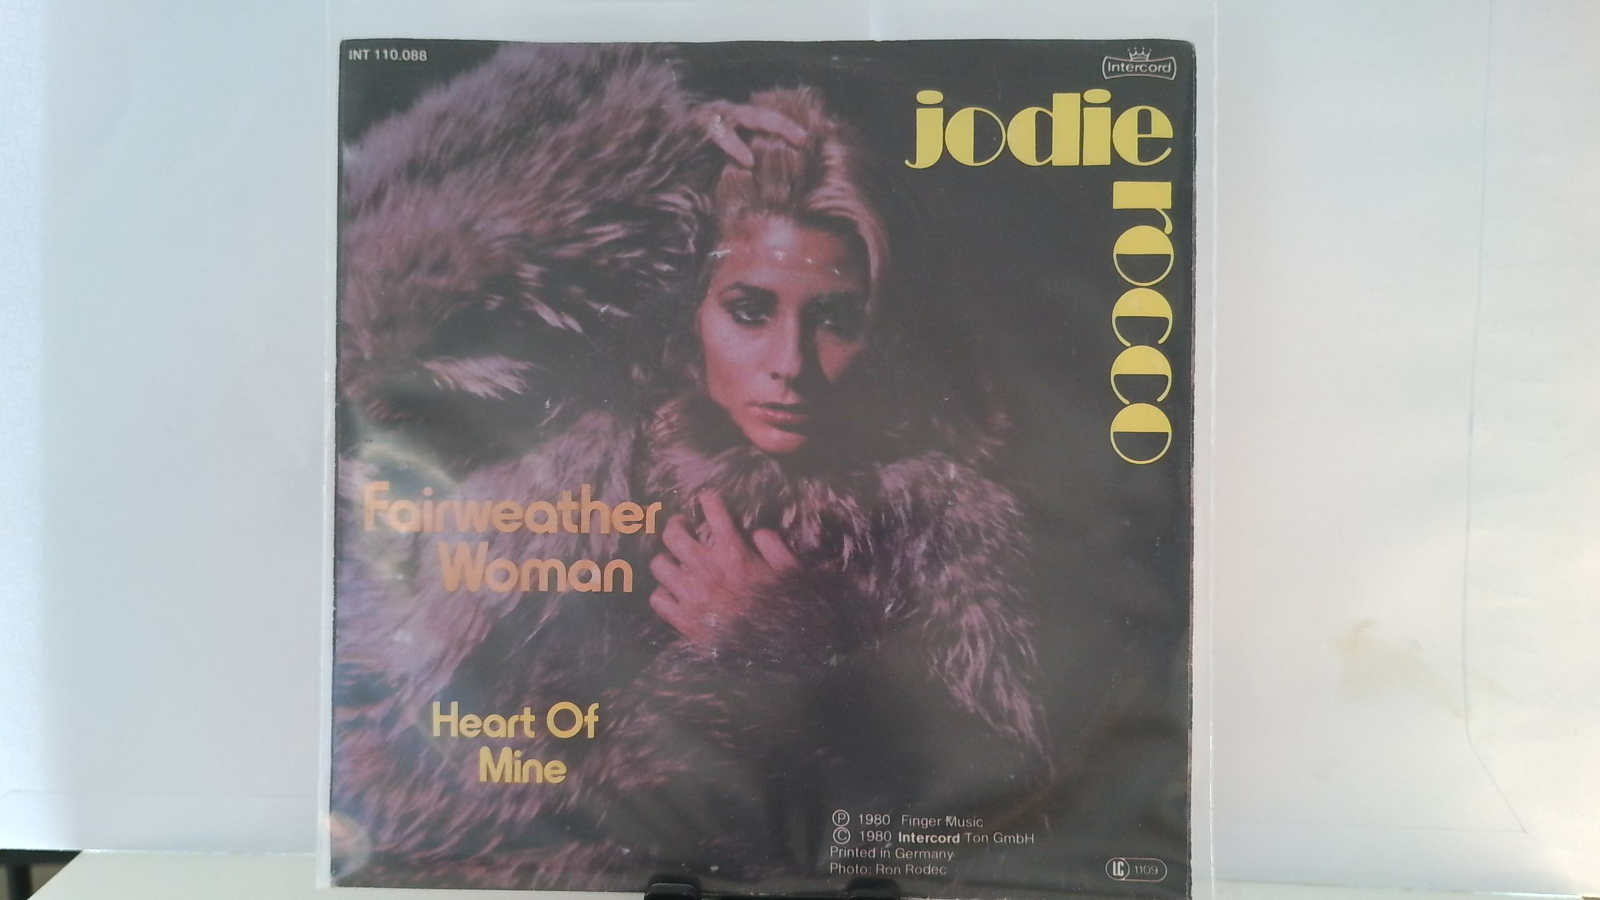 INT 110.088
Intercord
jodie
rocco
Fairweather
Woman
Heart Of
Mine
Ⓟ 1980 Finger Music
© 1980 Intercord Ton GmbH
Printed in Germany
Photo: Ron Rodec
LC 1109